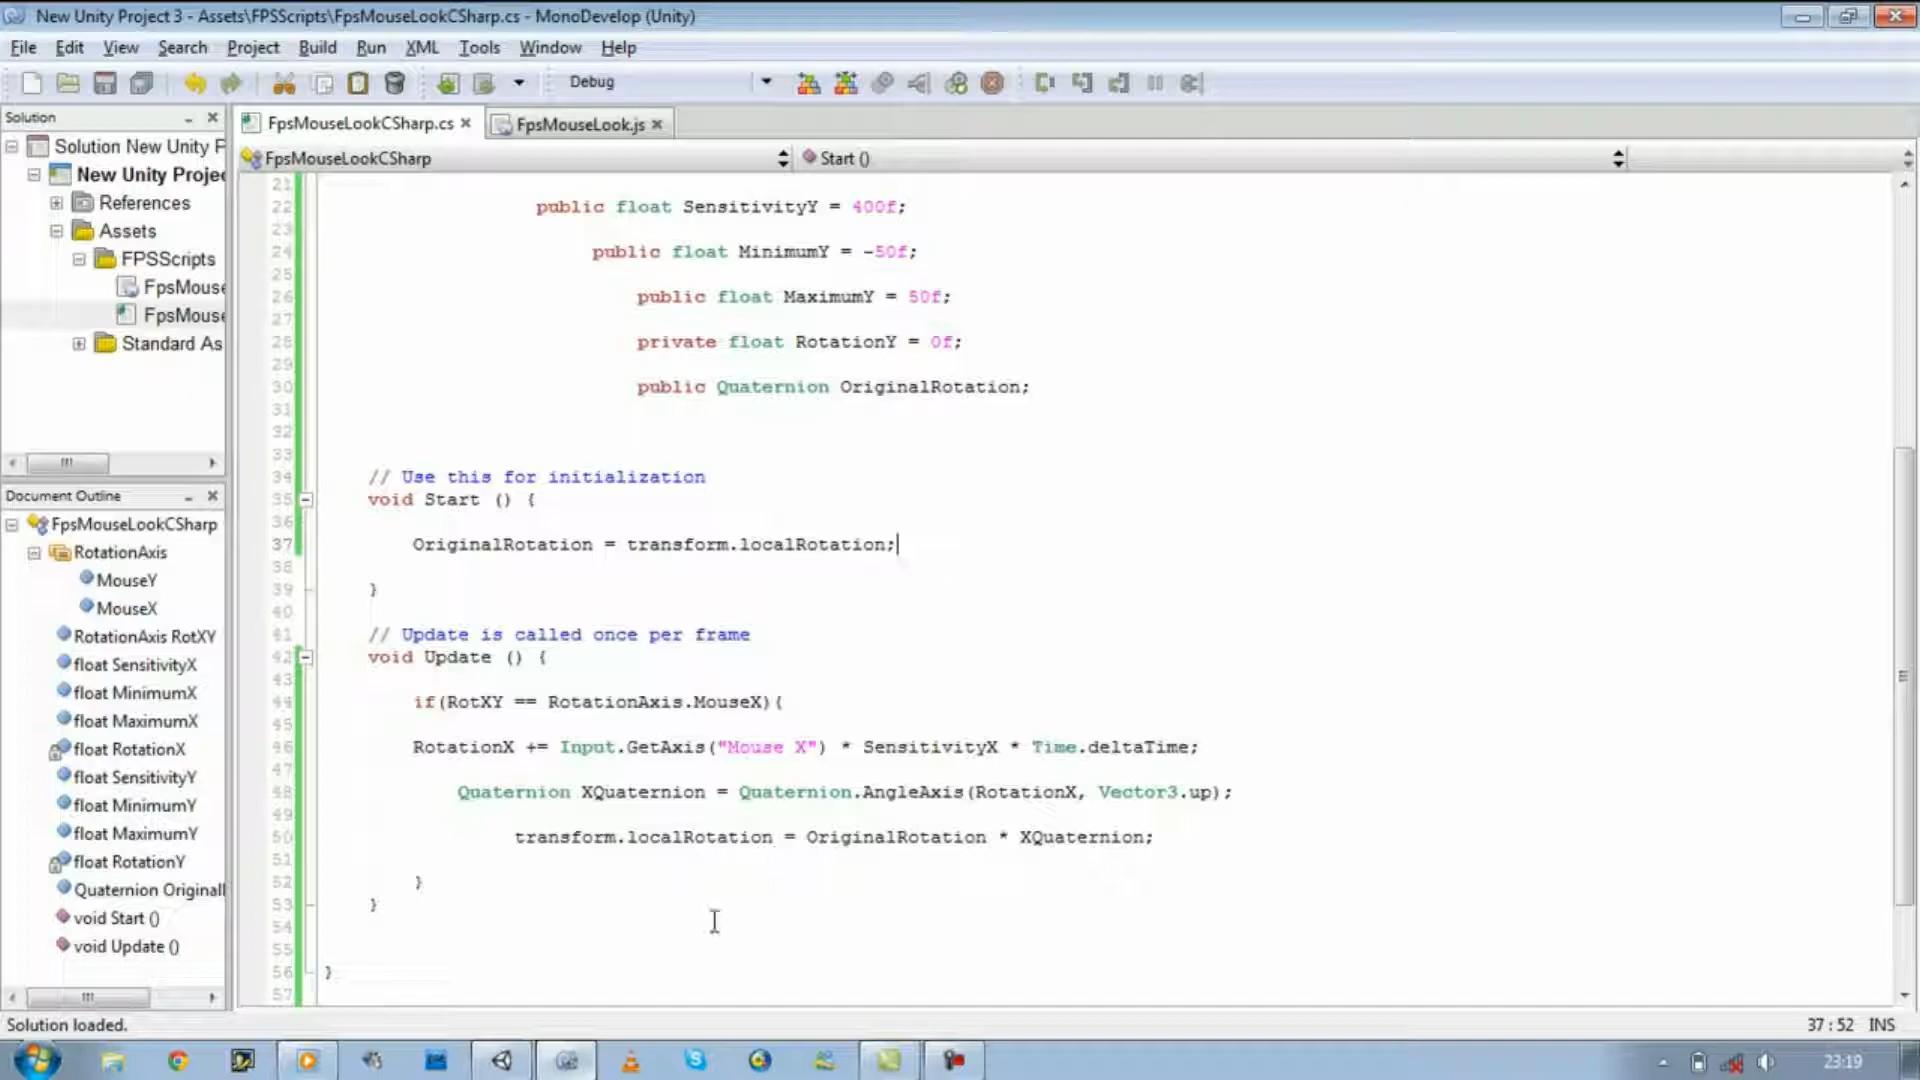 New Unity Project 3 - Assets\FPSScripts\FpsMouseLookCSharp.cs - MonoDevelop (Unity)
File Edit View Search Project Build Run XML Tools Window Help
Debug
Solution
FpsMouseLookCSharp.cs
FpsMouseLook.js
FpsMouseLookCSharp
Start ()
Solution New Unity P
New Unity Projec
References
Assets
FPSScripts
FpsMouse
FpsMouse
Standard As
Document Outline
FpsMouseLookCSharp
RotationAxis
MouseY
MouseX
RotationAxis RotXY
float SensitivityX
float MinimumX
float MaximumX
float RotationX
float SensitivityY
float MinimumY
float MaximumY
float RotationY
Quaternion Originall
void Start ()
void Update ()
21
22 public float SensitivityY = 400f;
23
24 public float MinimumY = -50f;
25
26 public float MaximumY = 50f;
27
28 private float RotationY = 0f;
29
30 public Quaternion OriginalRotation;
31
32
33
34 // Use this for initialization
35 void Start () {
36
37 OriginalRotation = transform.localRotation;
38
39 }
40
41 // Update is called once per frame
42 void Update () {
43
44 if(RotXY == RotationAxis.MouseX){
45
46 RotationX += Input.GetAxis("Mouse X") * SensitivityX * Time.deltaTime;
47
48 Quaternion XQuaternion = Quaternion.AngleAxis(RotationX, Vector3.up);
49
50 transform.localRotation = OriginalRotation * XQuaternion;
51
52 }
53 }
54
55
56 }
57
Solution loaded.
37 : 52 INS
23:19